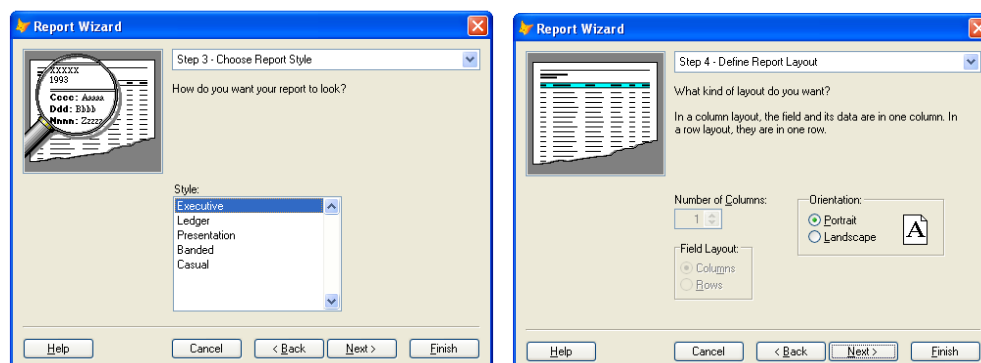 Report Wizard
Step 3 - Choose Report Style
How do you want your report to look?
XXXXX
1993
Cccc: Aaaaa
Ddd: Bbbb
Nnnn: Zzzzz
Style:
Executive
Ledger
Presentation
Banded
Casual
Help
Cancel
< Back
Next >
Finish
Report Wizard
Step 4 - Define Report Layout
What kind of layout do you want?
In a column layout, the field and its data are in one column. In
a row layout, they are in one row.
Number of Columns:
1
Field Layout:
Columns
Rows
Orientation:
Portrait
Landscape
A
Help
Cancel
< Back
Next >
Finish